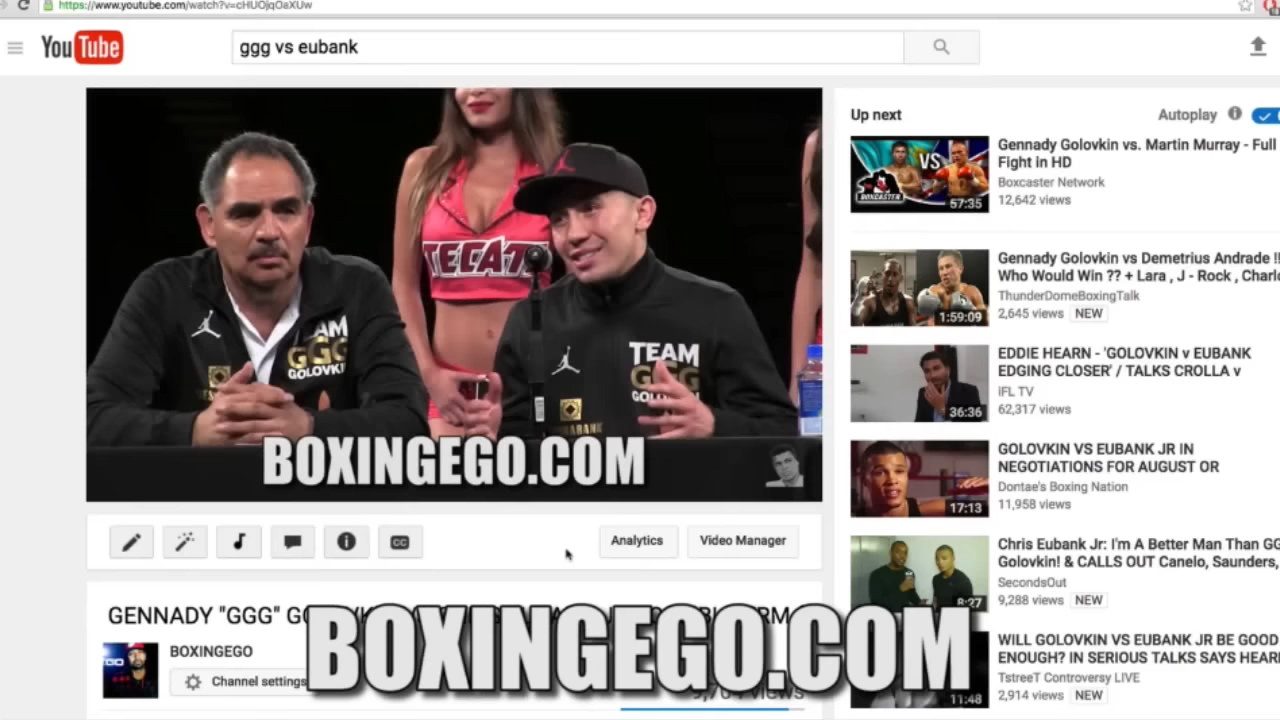 https://www.youtube.com/watch?v=cHUOjqOaXUw
YouTube
ggg vs eubank
TECATE
TEAM
GGG
GOLOVKIN
TEAM
GGG
BOXINGEGO.COM
Analytics
Video Manager
GENNADY "GGG"
BOXINGEGO
Channel settings
BOXINGEGO.COM
views
Up next
Autoplay
VS
BOXCASTER
57:35
Gennady Golovkin vs. Martin Murray - Full
Fight in HD
Boxcaster Network
12,642 views
1:59:09
Gennady Golovkin vs Demetrius Andrade !!
Who Would Win ?? + Lara , J - Rock , Charlo
ThunderDomeBoxingTalk
2,645 views NEW
36:36
EDDIE HEARN - 'GOLOVKIN v EUBANK
EDGING CLOSER' / TALKS CROLLA v
iFL TV
62,317 views
17:13
GOLOVKIN VS EUBANK JR IN
NEGOTIATIONS FOR AUGUST OR
Dontae's Boxing Nation
11,958 views
8:27
Chris Eubank Jr: I'm A Better Man Than GG
Golovkin! & CALLS OUT Canelo, Saunders,
SecondsOut
9,288 views NEW
11:48
WILL GOLOVKIN VS EUBANK JR BE GOOD
ENOUGH? IN SERIOUS TALKS SAYS HEARN
TstreeT Controversy LIVE
2,914 views NEW